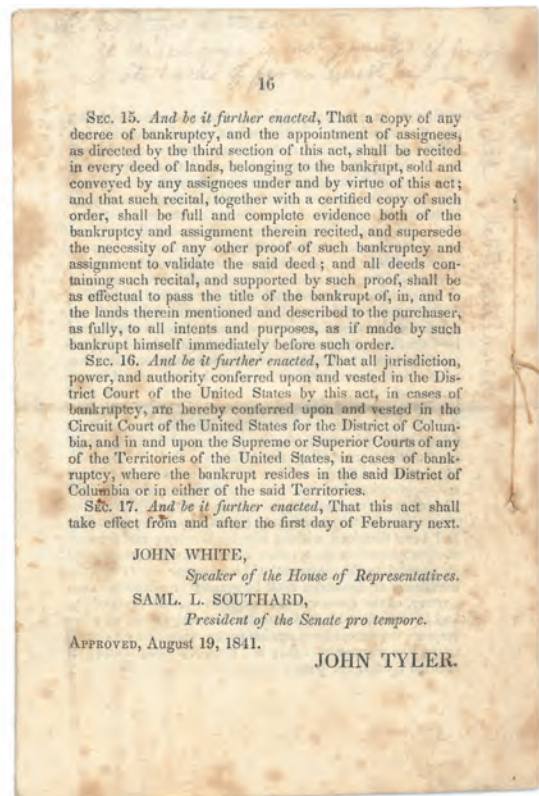 16
SEC. 15. And be it further enacted, That a copy of any
decree of bankruptcy, and the appointment of assignees,
as directed by the third section of this act, shall be recited
in every deed of lands, belonging to the bankrupt, sold and
conveyed by any assignees under and by virtue of this act;
and that such recital, together with a certified copy of such
order, shall be full and complete evidence both of the
bankruptcy and assignment therein recited, and supersede
the necessity of any other proof of such bankruptcy and
assignment to validate the said deed; and all deeds con-
taining such recital, and supported by such proof, shall be
as effectual to pass the title of the bankrupt of, in, and to
the lands therein mentioned and described to the purchaser,
as fully, to all intents and purposes, as if made by such
bankrupt himself immediately before such order.
SEC. 16. And be it further enacted, That all jurisdiction,
power, and authority conferred upon and vested in the Dis-
trict Court of the United States by this act, in cases of
bankruptcy, are hereby conferred upon and vested in the
Circuit Court of the United States for the District of Colum-
bia, and in and upon the Supreme or Superior Courts of any
of the Territories of the United States, in cases of bank-
ruptcy, where the bankrupt resides in the said District of
Columbia or in either of the said Territories.
SEC. 17. And be it further enacted, That this act shall
take effect from and after the first day of February next.
JOHN WHITE,
Speaker of the House of Representatives.
SAML. L. SOUTHARD,
President of the Senate pro tempore.
APPROVED, August 19, 1841.
JOHN TYLER.